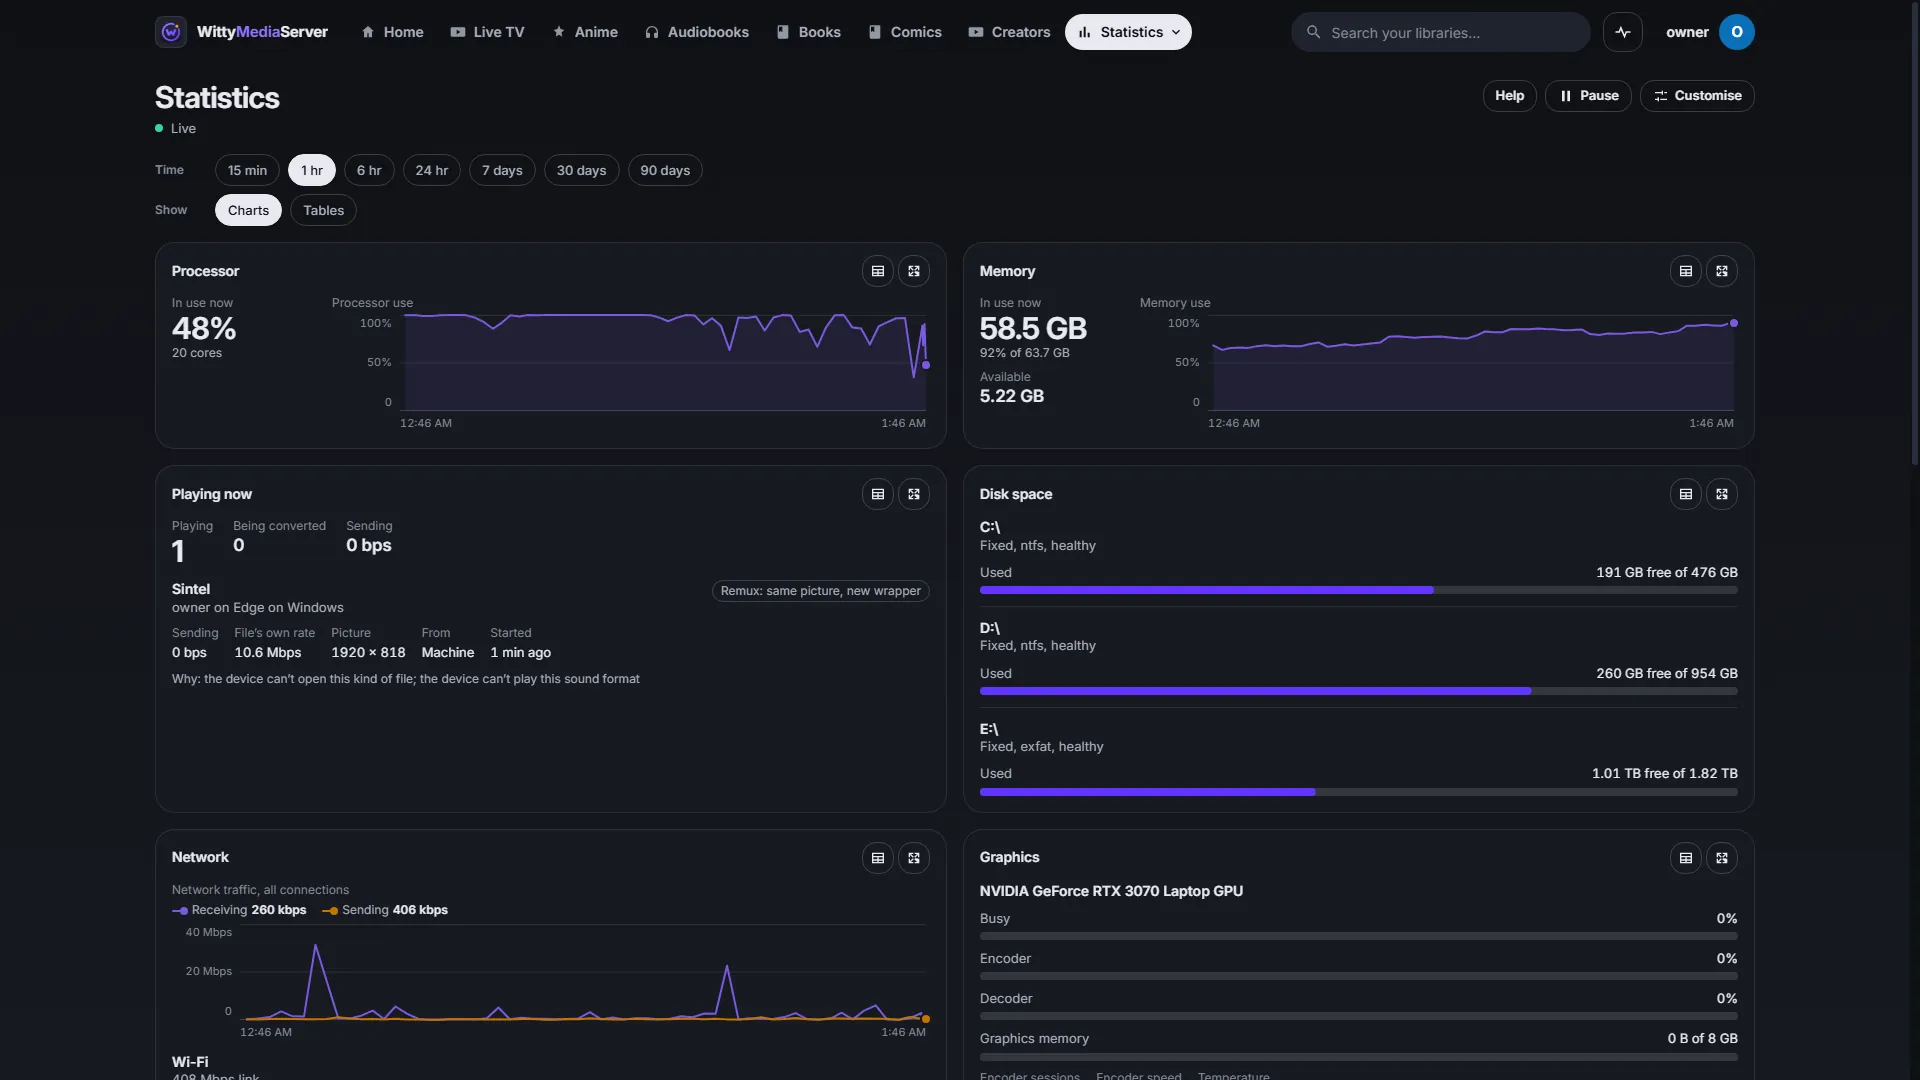 WittyMediaServer
Home
Live TV
Anime
Audiobooks
Books
Comics
Creators
Statistics
Search your libraries...
owner
O
Statistics
Live
Help
Pause
Customise
Time
15 min
1 hr
6 hr
24 hr
7 days
30 days
90 days
Show
Charts
Tables
Processor
In use now
48%
20 cores
Processor use
100%
50%
0
12:46 AM
1:46 AM
Memory
In use now
58.5 GB
92% of 63.7 GB
Available
5.22 GB
Memory use
100%
50%
0
12:46 AM
1:46 AM
Playing now
Playing
1
Being converted
0
Sending
0 bps
Sintel
owner on Edge on Windows
Remux: same picture, new wrapper
Sending
0 bps
File's own rate
10.6 Mbps
Picture
1920 × 818
From
Machine
Started
1 min ago
Why: the device can't open this kind of file; the device can't play this sound format
Disk space
C:\
Fixed, ntfs, healthy
Used
191 GB free of 476 GB
D:\
Fixed, ntfs, healthy
Used
260 GB free of 954 GB
E:\
Fixed, exfat, healthy
Used
1.01 TB free of 1.82 TB
Network
Network traffic, all connections
Receiving 260 kbps
Sending 406 kbps
40 Mbps
20 Mbps
0
12:46 AM
1:46 AM
Wi-Fi
408 Mbps link
Graphics
NVIDIA GeForce RTX 3070 Laptop GPU
Busy
0%
Encoder
0%
Decoder
0%
Graphics memory
0 B of 8 GB
Encoder sessions
Encoder speed
Temperature